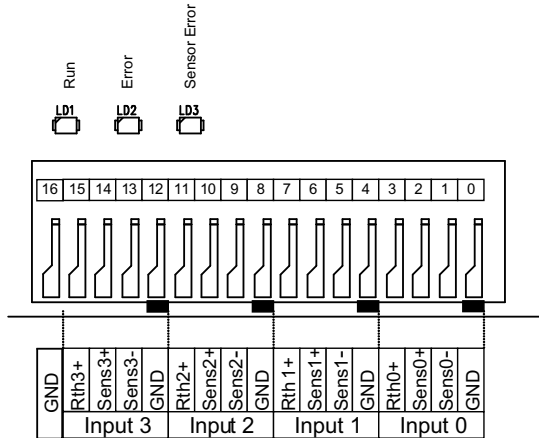 Run Error Sensor Error
LD1 LD2 LD3
16 15 14 13 12 11 10 9 8 7 6 5 4 3 2 1 0
GND Rth3+ Sens3+ Sens3- GND Rth2+ Sens2+ Sens2- GND Rth1+ Sens1+ Sens1- GND Rth0+ Sens0+ Sens0- GND
Input 3 Input 2 Input 1 Input 0